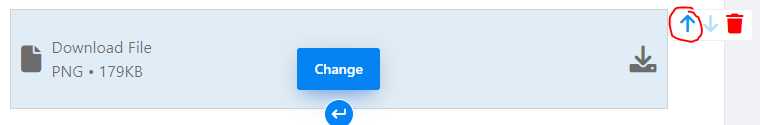 Download File
PNG • 179KB
Change